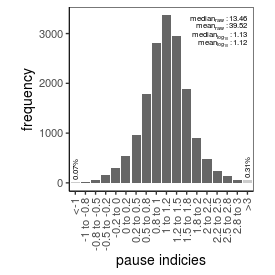 median_raw : 13.46
mean_raw : 39.52
median_log10 : 1.13
mean_log10 : 1.12
3000
2000
1000
0
frequency
0.07%
0.31%
<-1
-1 to -0.8
-0.8 to -0.5
-0.5 to -0.2
-0.2 to 0
0 to 0.2
0.2 to 0.5
0.5 to 0.8
0.8 to 1
1 to 1.2
1.2 to 1.5
1.5 to 1.8
1.8 to 2
2 to 2.2
2.2 to 2.5
2.5 to 2.8
2.8 to 3
>3
pause indicies